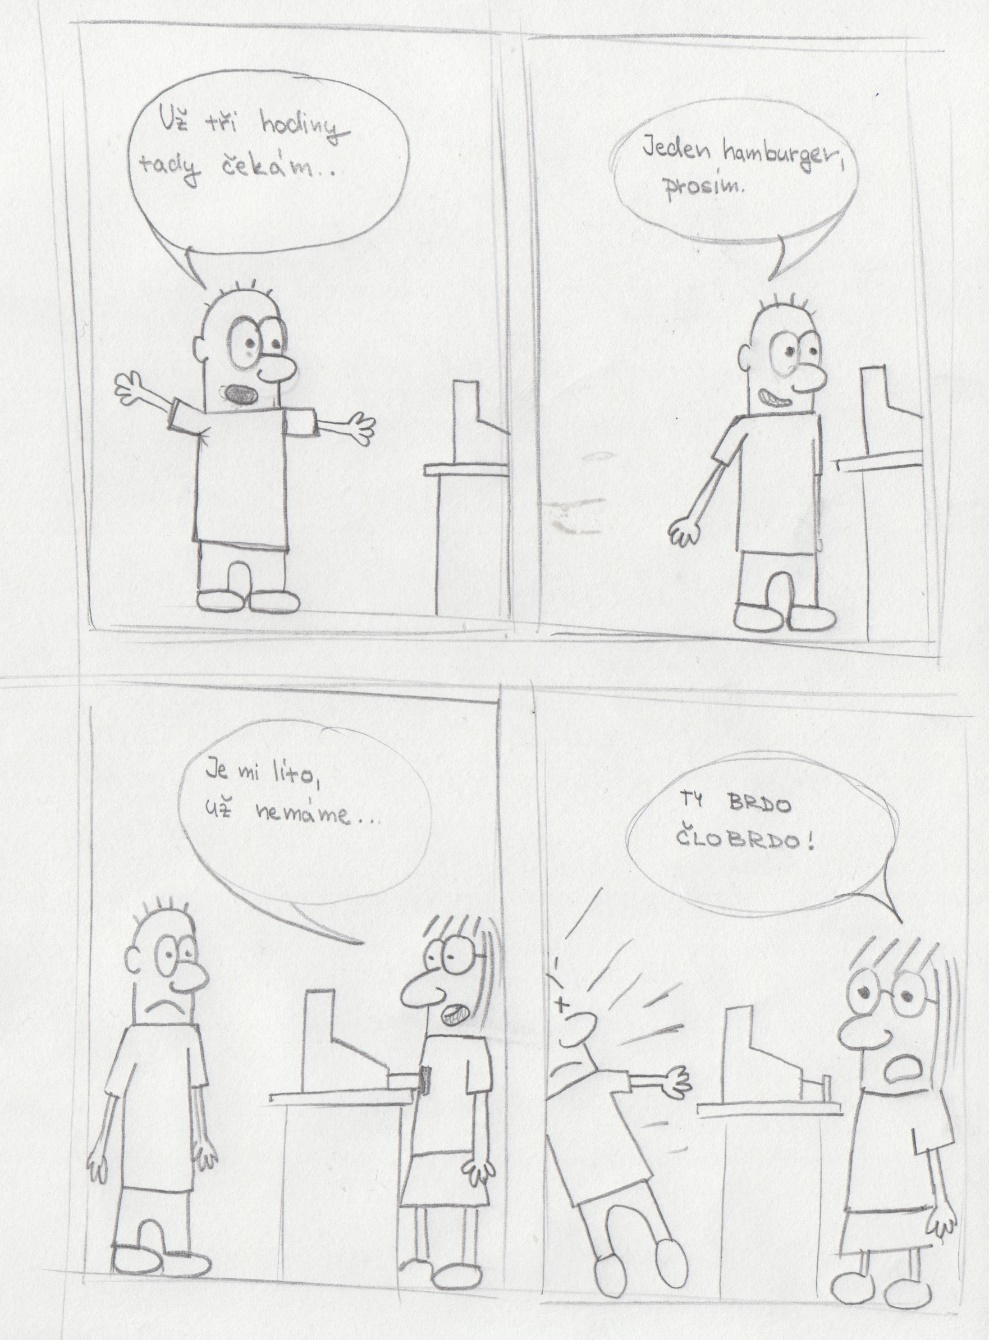 Už tři hodiny
tady čekám..
Jeden hamburger,
prosím.
Je mi líto,
už nemáme...
TY BRDO
ČLOBRDO!